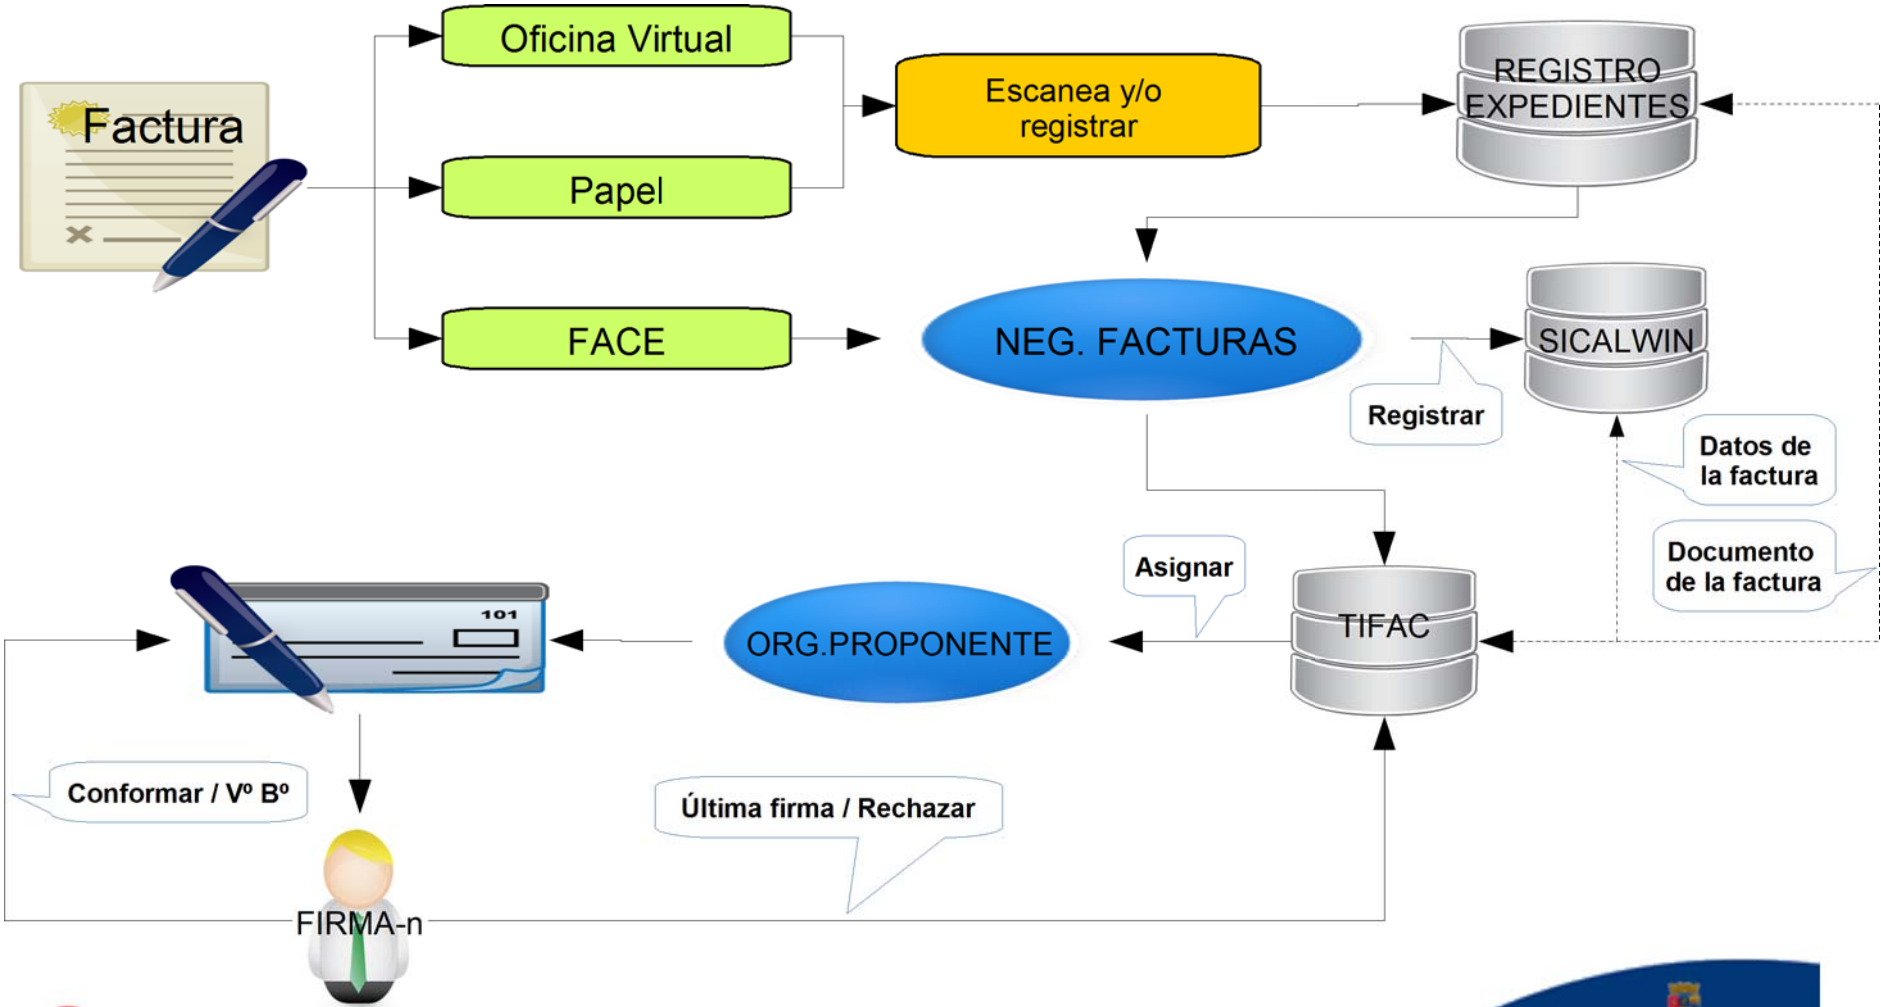 Oficina Virtual
Factura
Escanea y/o
registrar
REGISTRO
EXPEDIENTES
Papel
FACE
NEG. FACTURAS
SICALWIN
Registrar
Datos de
la factura
Documento
de la factura
Asignar
TIFAC
ORG.PROPONENTE
101
Conformar / Vº Bº
Última firma / Rechazar
FIRMA-n